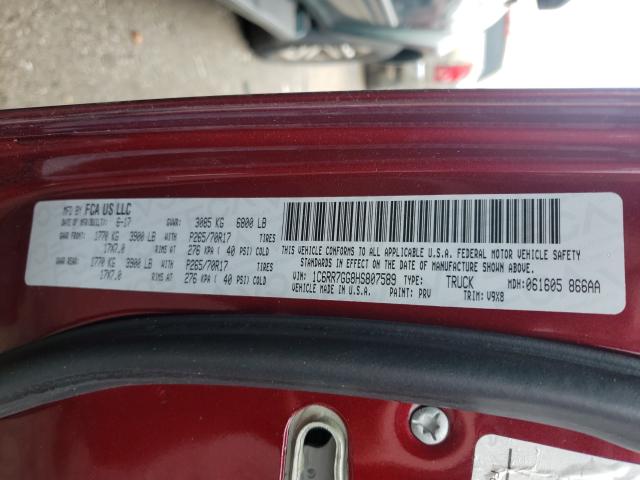 MFG BY FCA US LLC
DATE OF MFR/BUILT: 6-17 GVWR: 3085 KG 6800 LB
GAWR FRONT: 1770 KG 3900 LB WITH P265/70R17 TIRES
17X7.0 RIMS AT 276 KPA ( 40 PSI) COLD
GAWR REAR: 1770 KG 3900 LB WITH P265/70R17 TIRES
17X7.0 RIMS AT 276 KPA ( 40 PSI) COLD
THIS VEHICLE CONFORMS TO ALL APPLICABLE U.S.A. FEDERAL MOTOR VEHICLE SAFETY
STANDARDS IN EFFECT ON THE DATE OF MANUFACTURE SHOWN ABOVE.
VIN: 1C6RR7GG8HS807589 TYPE: TRUCK MDH: 061605 866AA
MADE IN U.S.A. PAINT: PRV TRIM: V9X8